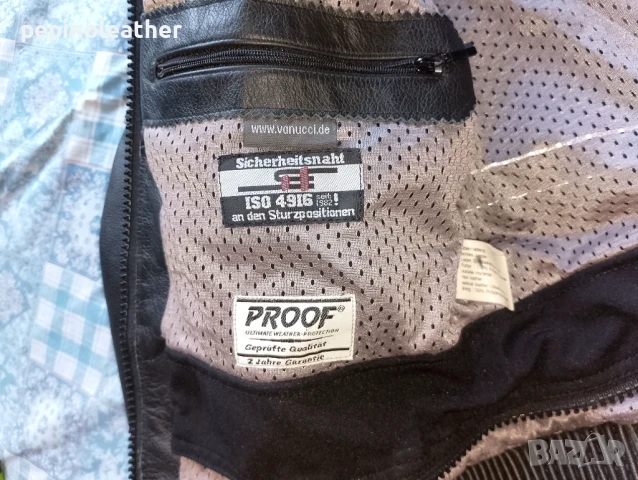 pepinoleather
www.vanucci.de
Sicherheitsnaht
ISO 4916 seit 1982!
an den Sturzpositionen
PROOF®
ULTIMATE WEATHER-PROTECTION
Geprüfte Qualität
2 Jahre Garantie
BAZAR